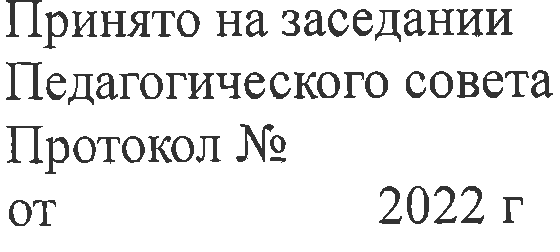 Принято на заседании
Педагогического совета
Протокол №
от 2022 г